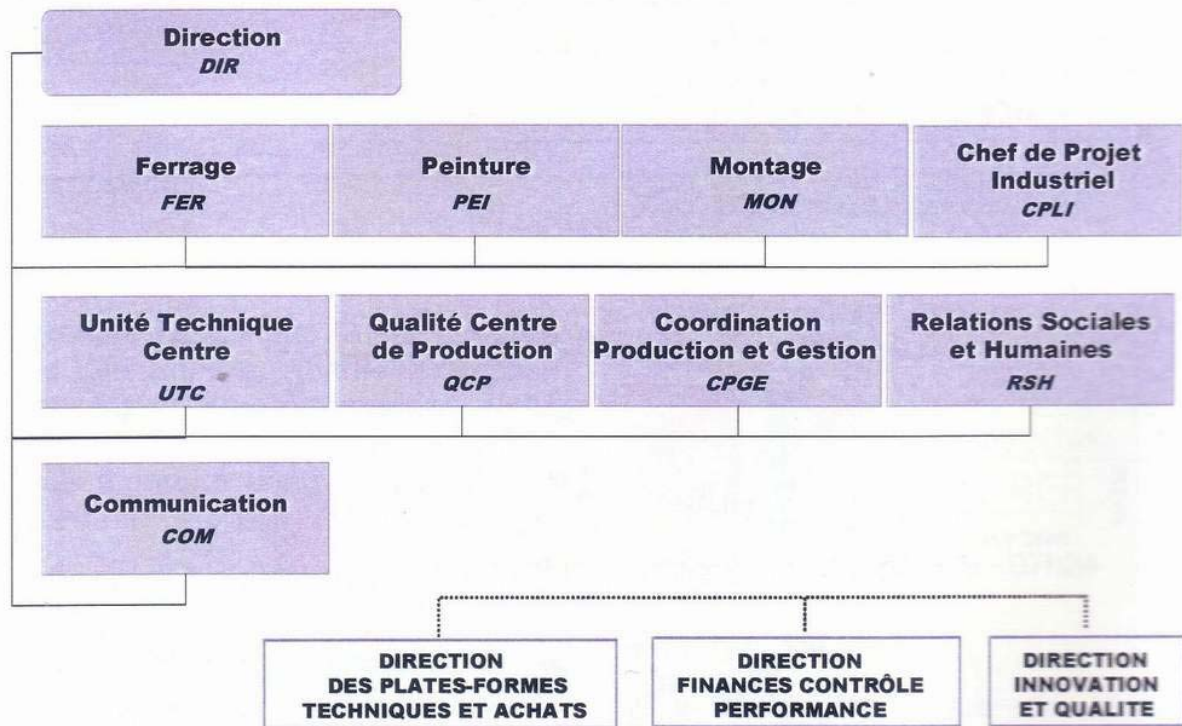 Direction
DIR
Ferrage
FER
Peinture
PEI
Montage
MON
Chef de Projet
Industriel
CPLI
Unité Technique
Centre
UTC
Qualité Centre
de Production
QCP
Coordination
Production et Gestion
CPGE
Relations Sociales
et Humaines
RSH
Communication
COM
DIRECTION
DES PLATES-FORMES
TECHNIQUES ET ACHATS
DIRECTION
FINANCES CONTRÔLE
PERFORMANCE
DIRECTION
INNOVATION
ET QUALITE